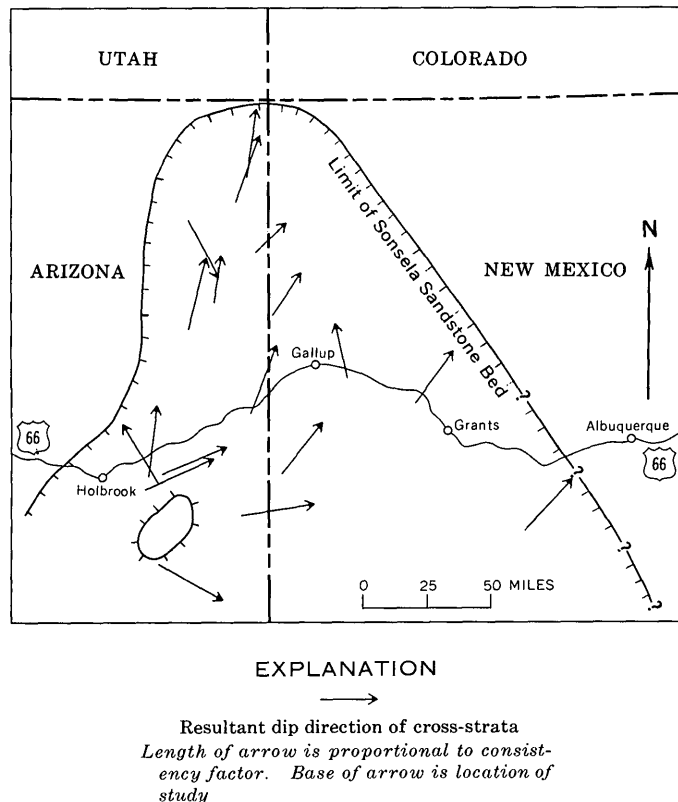 UTAH
COLORADO
Limit of Sonsela Sandstone Bed
N
ARIZONA
NEW MEXICO
Gallup
?
66
Grants
Albuquerque
66
Holbrook
?
?
?
0 25 50 MILES
EXPLANATION
Resultant dip direction of cross-strata
Length of arrow is proportional to consist-
ency factor. Base of arrow is location of
study